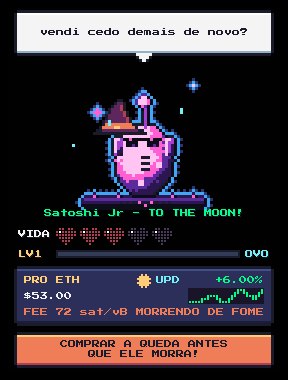 vendi cedo demais de novo?
Satoshi Jr - TO THE MOON!
VIDA
LV1 OVO
PRO ETH UPD +6.00%
$53.00
FEE 72 sat/vB MORRENDO DE FOME
COMPRAR A QUEDA ANTES
QUE ELE MORRA!